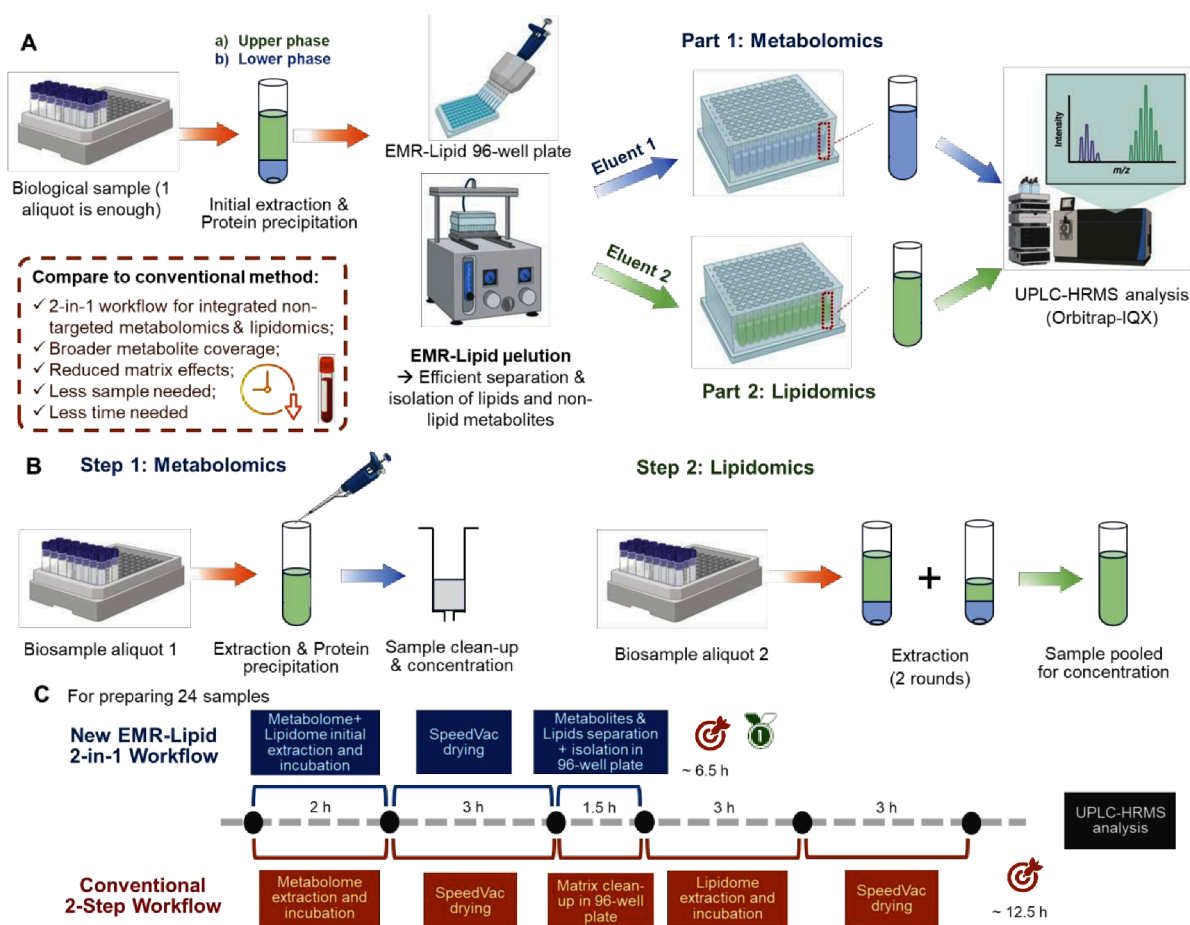 A
a) Upper phase
b) Lower phase
Biological sample (1
aliquot is enough)
Initial extraction &
Protein precipitation
EMR-Lipid 96-well plate
EMR-Lipid µelution
→ Efficient separation &
isolation of lipids and non-
lipid metabolites
Eluent 1
Eluent 2
Part 1: Metabolomics
Part 2: Lipidomics
Intensity
m/z
UPLC-HRMS analysis
(Orbitrap-IQX)
Compare to conventional method:
✓ 2-in-1 workflow for integrated non-
targeted metabolomics & lipidomics;
✓ Broader metabolite coverage;
✓ Reduced matrix effects;
✓ Less sample needed;
✓ Less time needed
B
Step 1: Metabolomics
Biosample aliquot 1
Extraction & Protein
precipitation
Sample clean-up
& concentration
Step 2: Lipidomics
Biosample aliquot 2
+
Extraction
(2 rounds)
Sample pooled
for concentration
C For preparing 24 samples
New EMR-Lipid
2-in-1 Workflow
Metabolome+
Lipidome initial
extraction and
incubation
SpeedVac
drying
Metabolites &
Lipids separation
+ isolation in
96-well plate
1
~ 6.5 h
2 h
3 h
1.5 h
3 h
3 h
UPLC-HRMS
analysis
Conventional
2-Step Workflow
Metabolome
extraction and
incubation
SpeedVac
drying
Matrix clean-
up in 96-well
plate
Lipidome
extraction and
incubation
SpeedVac
drying
~ 12.5 h